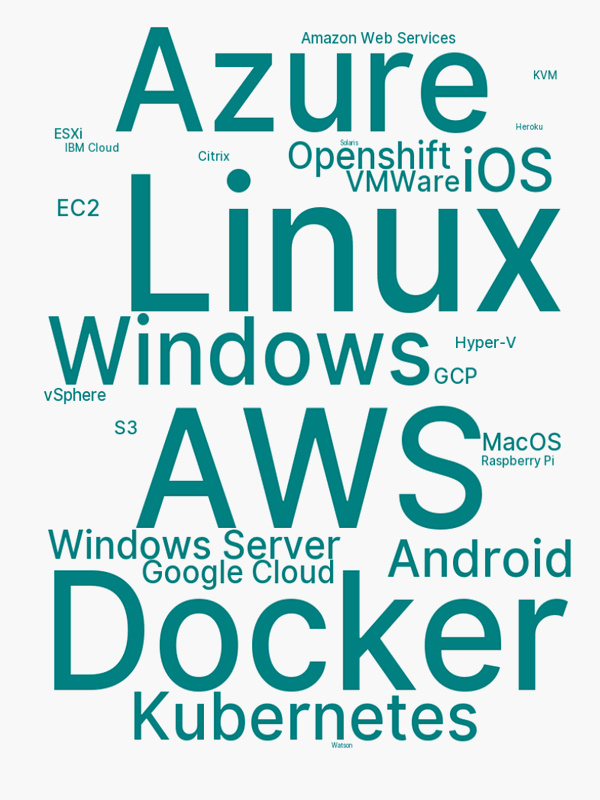 Amazon Web Services
Azure
KVM
Heroku
ESXi
IBM Cloud
Citrix
Solaris
Openshift
iOS
VMWare
EC2
Linux
Windows
Hyper-V
GCP
vSphere
AWS
S3
MacOS
Raspberry Pi
Windows Server
Android
Google Cloud
Docker
Kubernetes
Watson